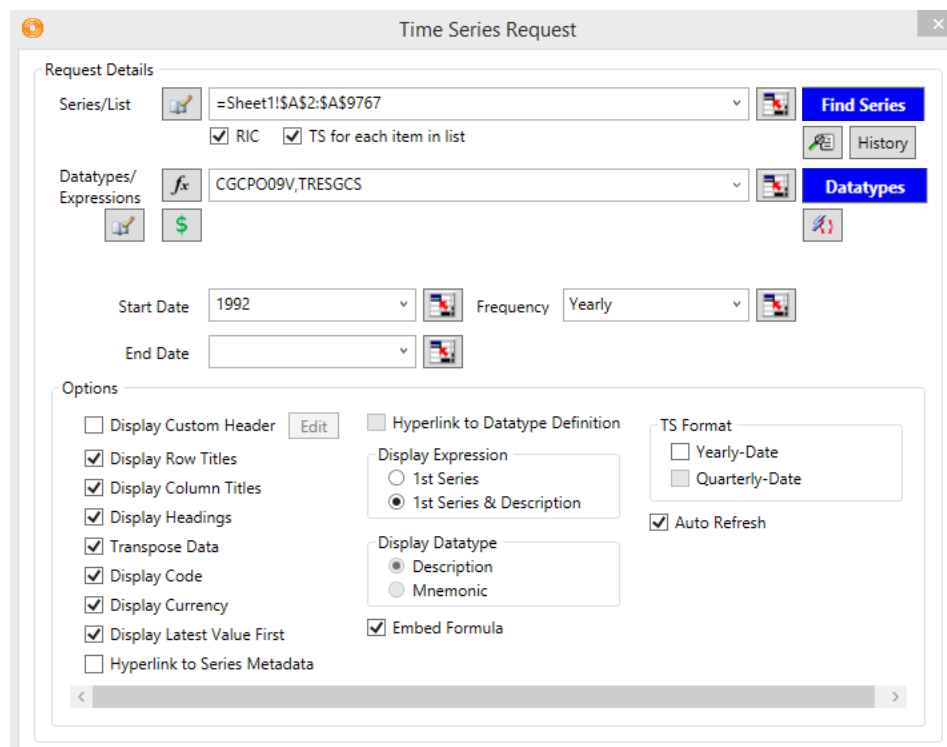 Time Series Request
Request Details
Series/List
=Sheet1!$A$2:$A$9767
Find Series
RIC
TS for each item in list
History
Datatypes/
Expressions
fx
CGCPO09V,TRESGCS
Datatypes
$
Start Date
1992
Frequency
Yearly
End Date
Options
Display Custom Header
Edit
Display Row Titles
Display Column Titles
Display Headings
Transpose Data
Display Code
Display Currency
Display Latest Value First
Hyperlink to Series Metadata
Hyperlink to Datatype Definition
Display Expression
1st Series
1st Series & Description
Display Datatype
Description
Mnemonic
Embed Formula
TS Format
Yearly-Date
Quarterly-Date
Auto Refresh